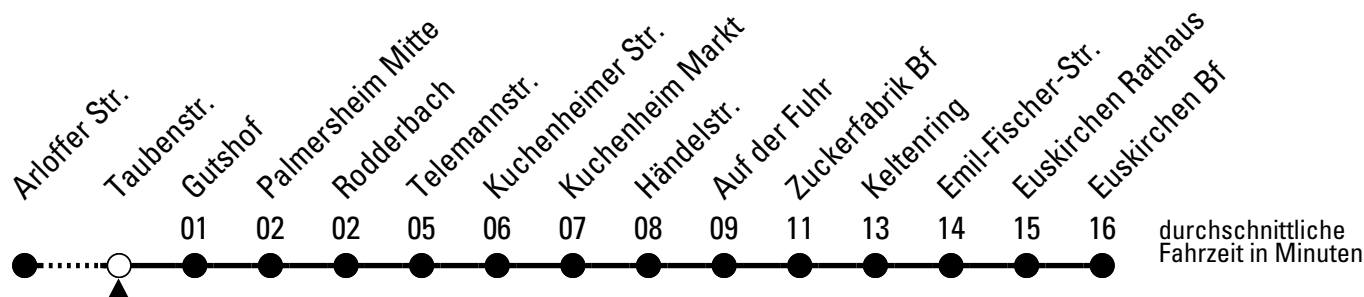 Arloffer Str.
Taubenstr.
Gutshof
Palmersheim Mitte
Rodderbach
Telemannstr.
Kuchenheimer Str.
Kuchenheim Markt
Händelstr.
Auf der Fuhr
Zuckerfabrik Bf
Keltenring
Emil-Fischer-Str.
Euskirchen Rathaus
Euskirchen Bf
01 02 02 05 06 07 08 09 11 13 14 15 16
durchschnittliche
Fahrzeit in Minuten